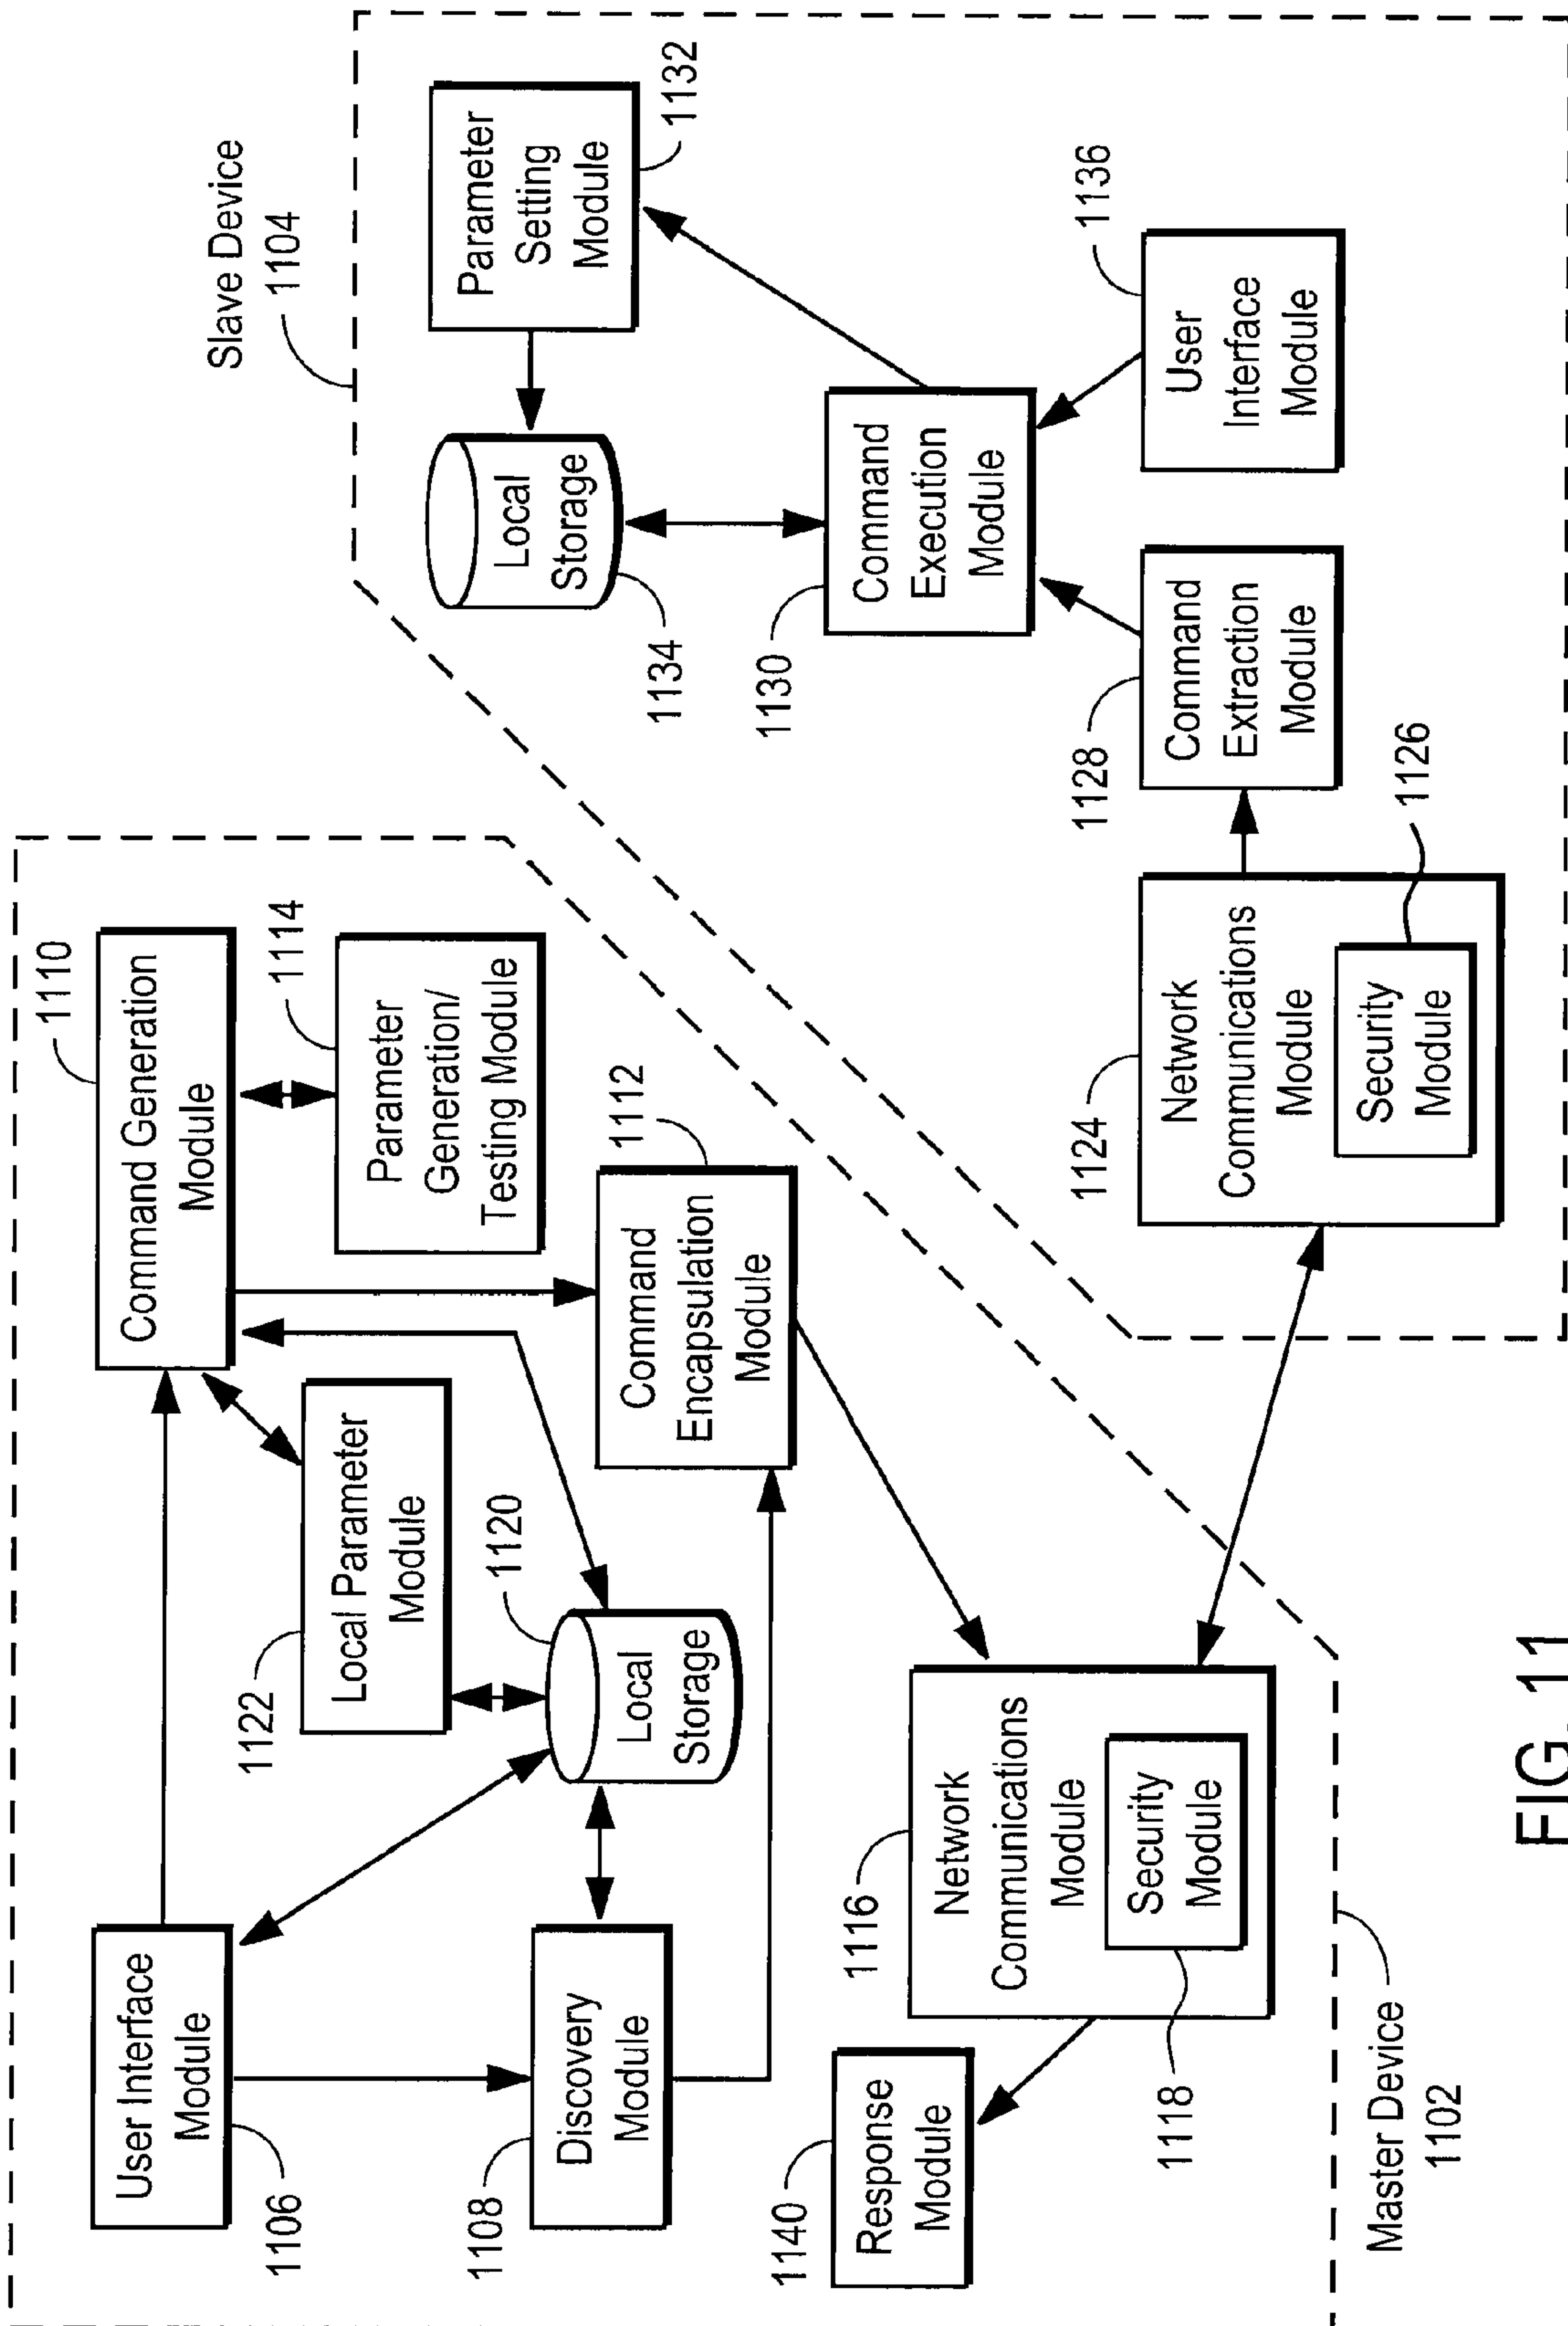 1106
User Interface
Module
1110
Command Generation
Module
1114
Parameter
Generation/
Testing Module
1122
Local Parameter
Module
1108
Discovery
Module
1120
Local
Storage
1112
Command
Encapsulation
Module
1140
Response
Module
1116
Network
Communications
Module
Security
Module
1118
Master Device
1102
Slave Device
1104
Parameter
Setting
Module
1132
Local
Storage
1134
Command
Execution
Module
1130
User
Interface
Module
1136
Command
Extraction
Module
1128
1124
Network
Communications
Module
Security
Module
1126
FIG. 11